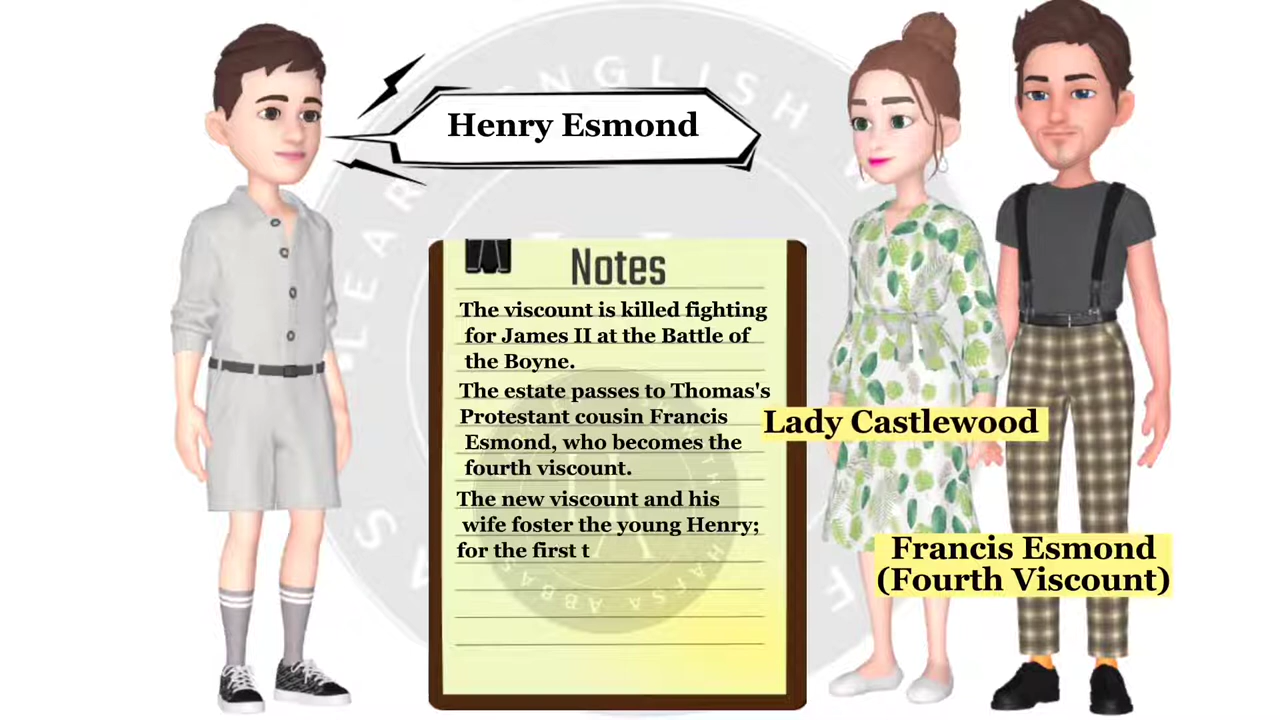 Henry Esmond
Notes
The viscount is killed fighting
for James II at the Battle of
the Boyne.
The estate passes to Thomas's
Protestant cousin Francis
Esmond, who becomes the
fourth viscount.
The new viscount and his
wife foster the young Henry;
for the first t
Lady Castlewood
Francis Esmond
(Fourth Viscount)